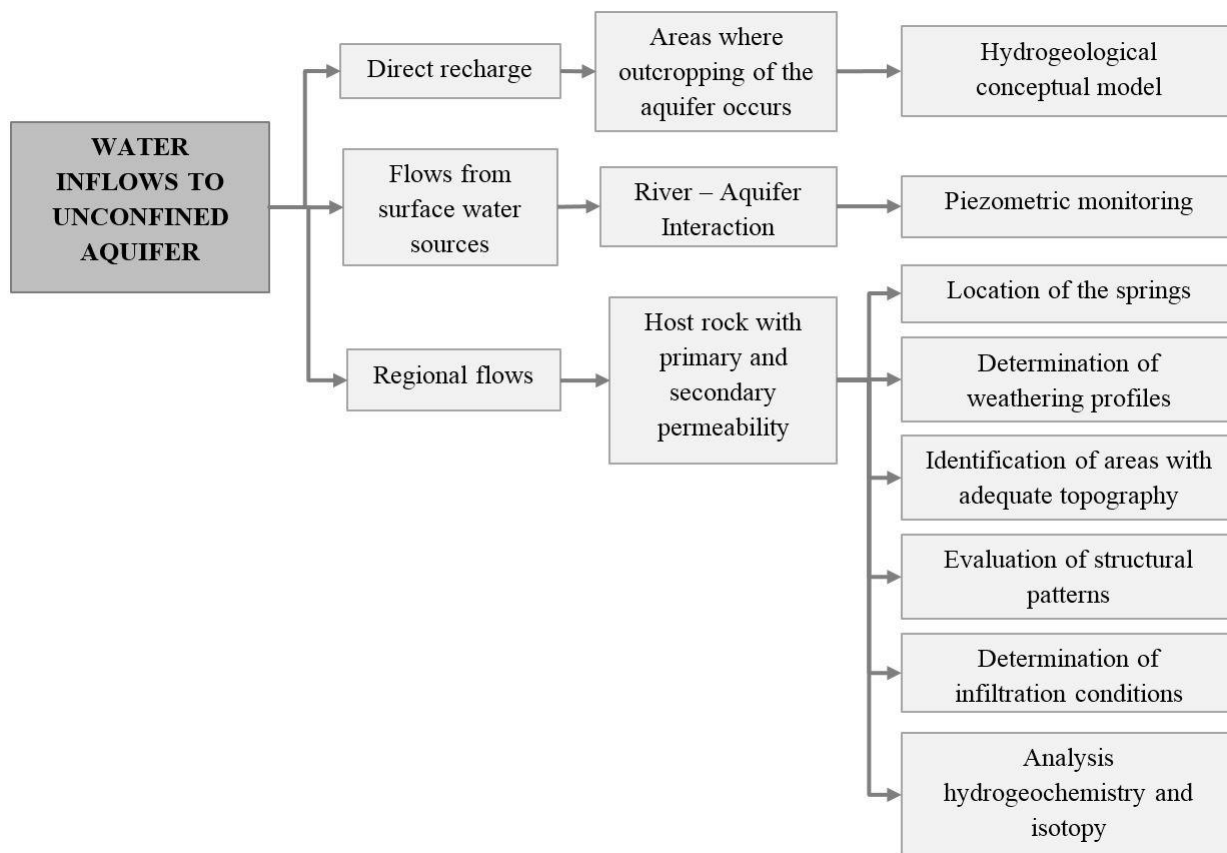 WATER
INFLOWS TO
UNCONFINED
AQUIFER
Direct recharge
Areas where
outcropping of the
aquifer occurs
Hydrogeological
conceptual model
Flows from
surface water
sources
River – Aquifer
Interaction
Piezometric monitoring
Regional flows
Host rock with
primary and
secondary
permeability
Location of the springs
Determination of
weathering profiles
Identification of areas with
adequate topography
Evaluation of structural
patterns
Determination of
infiltration conditions
Analysis
hydrogeochemistry and
isotopy